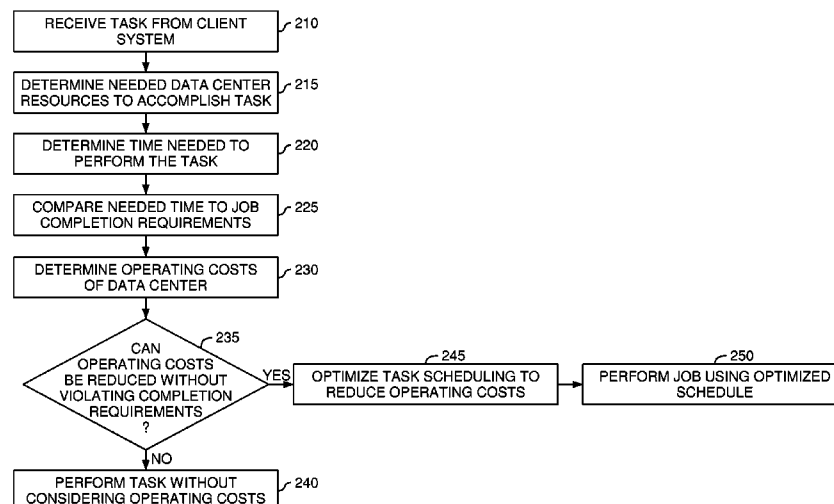 RECEIVE TASK FROM CLIENT
SYSTEM
210
DETERMINE NEEDED DATA CENTER
RESOURCES TO ACCOMPLISH TASK
215
DETERMINE TIME NEEDED TO
PERFORM THE TASK
220
COMPARE NEEDED TIME TO JOB
COMPLETION REQUIREMENTS
225
DETERMINE OPERATING COSTS
OF DATA CENTER
230
235
CAN
OPERATING COSTS
BE REDUCED WITHOUT
VIOLATING COMPLETION
REQUIREMENTS
?
YES
245
OPTIMIZE TASK SCHEDULING TO
REDUCE OPERATING COSTS
250
PERFORM JOB USING OPTIMIZED
SCHEDULE
NO
PERFORM TASK WITHOUT
CONSIDERING OPERATING COSTS
240